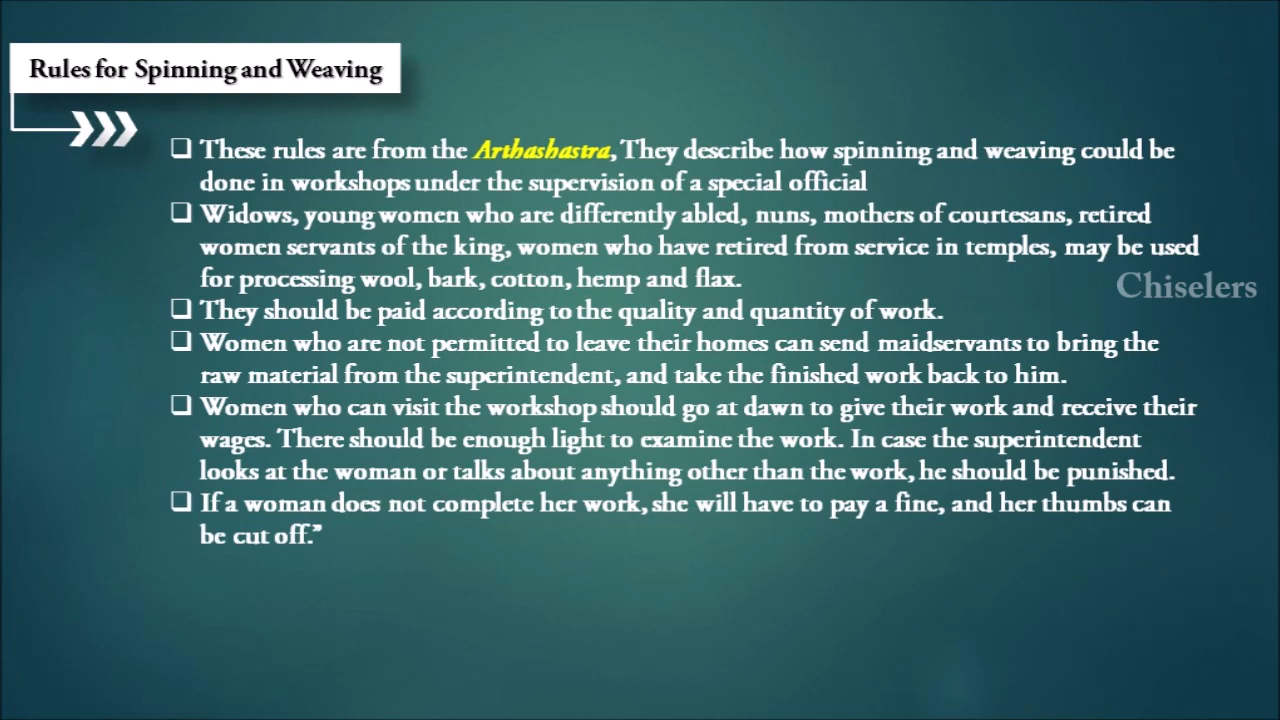 Rules for Spinning and Weaving
❑ These rules are from the Arthashastra, They describe how spinning and weaving could be
done in workshops under the supervision of a special official
❑ Widows, young women who are differently abled, nuns, mothers of courtesans, retired
women servants of the king, women who have retired from service in temples, may be used
for processing wool, bark, cotton, hemp and flax.
Chiselers
❑ They should be paid according to the quality and quantity of work.
❑ Women who are not permitted to leave their homes can send maidservants to bring the
raw material from the superintendent, and take the finished work back to him.
❑ Women who can visit the workshop should go at dawn to give their work and receive their
wages. There should be enough light to examine the work. In case the superintendent
looks at the woman or talks about anything other than the work, he should be punished.
❑ If a woman does not complete her work, she will have to pay a fine, and her thumbs can
be cut off.”